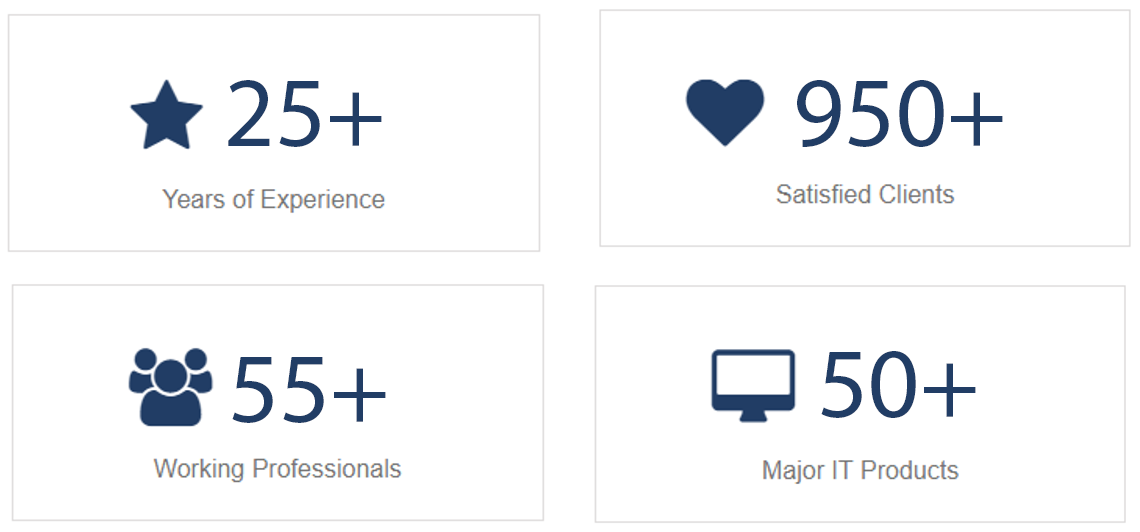 25+
Years of Experience
950+
Satisfied Clients
55+
Working Professionals
50+
Major IT Products